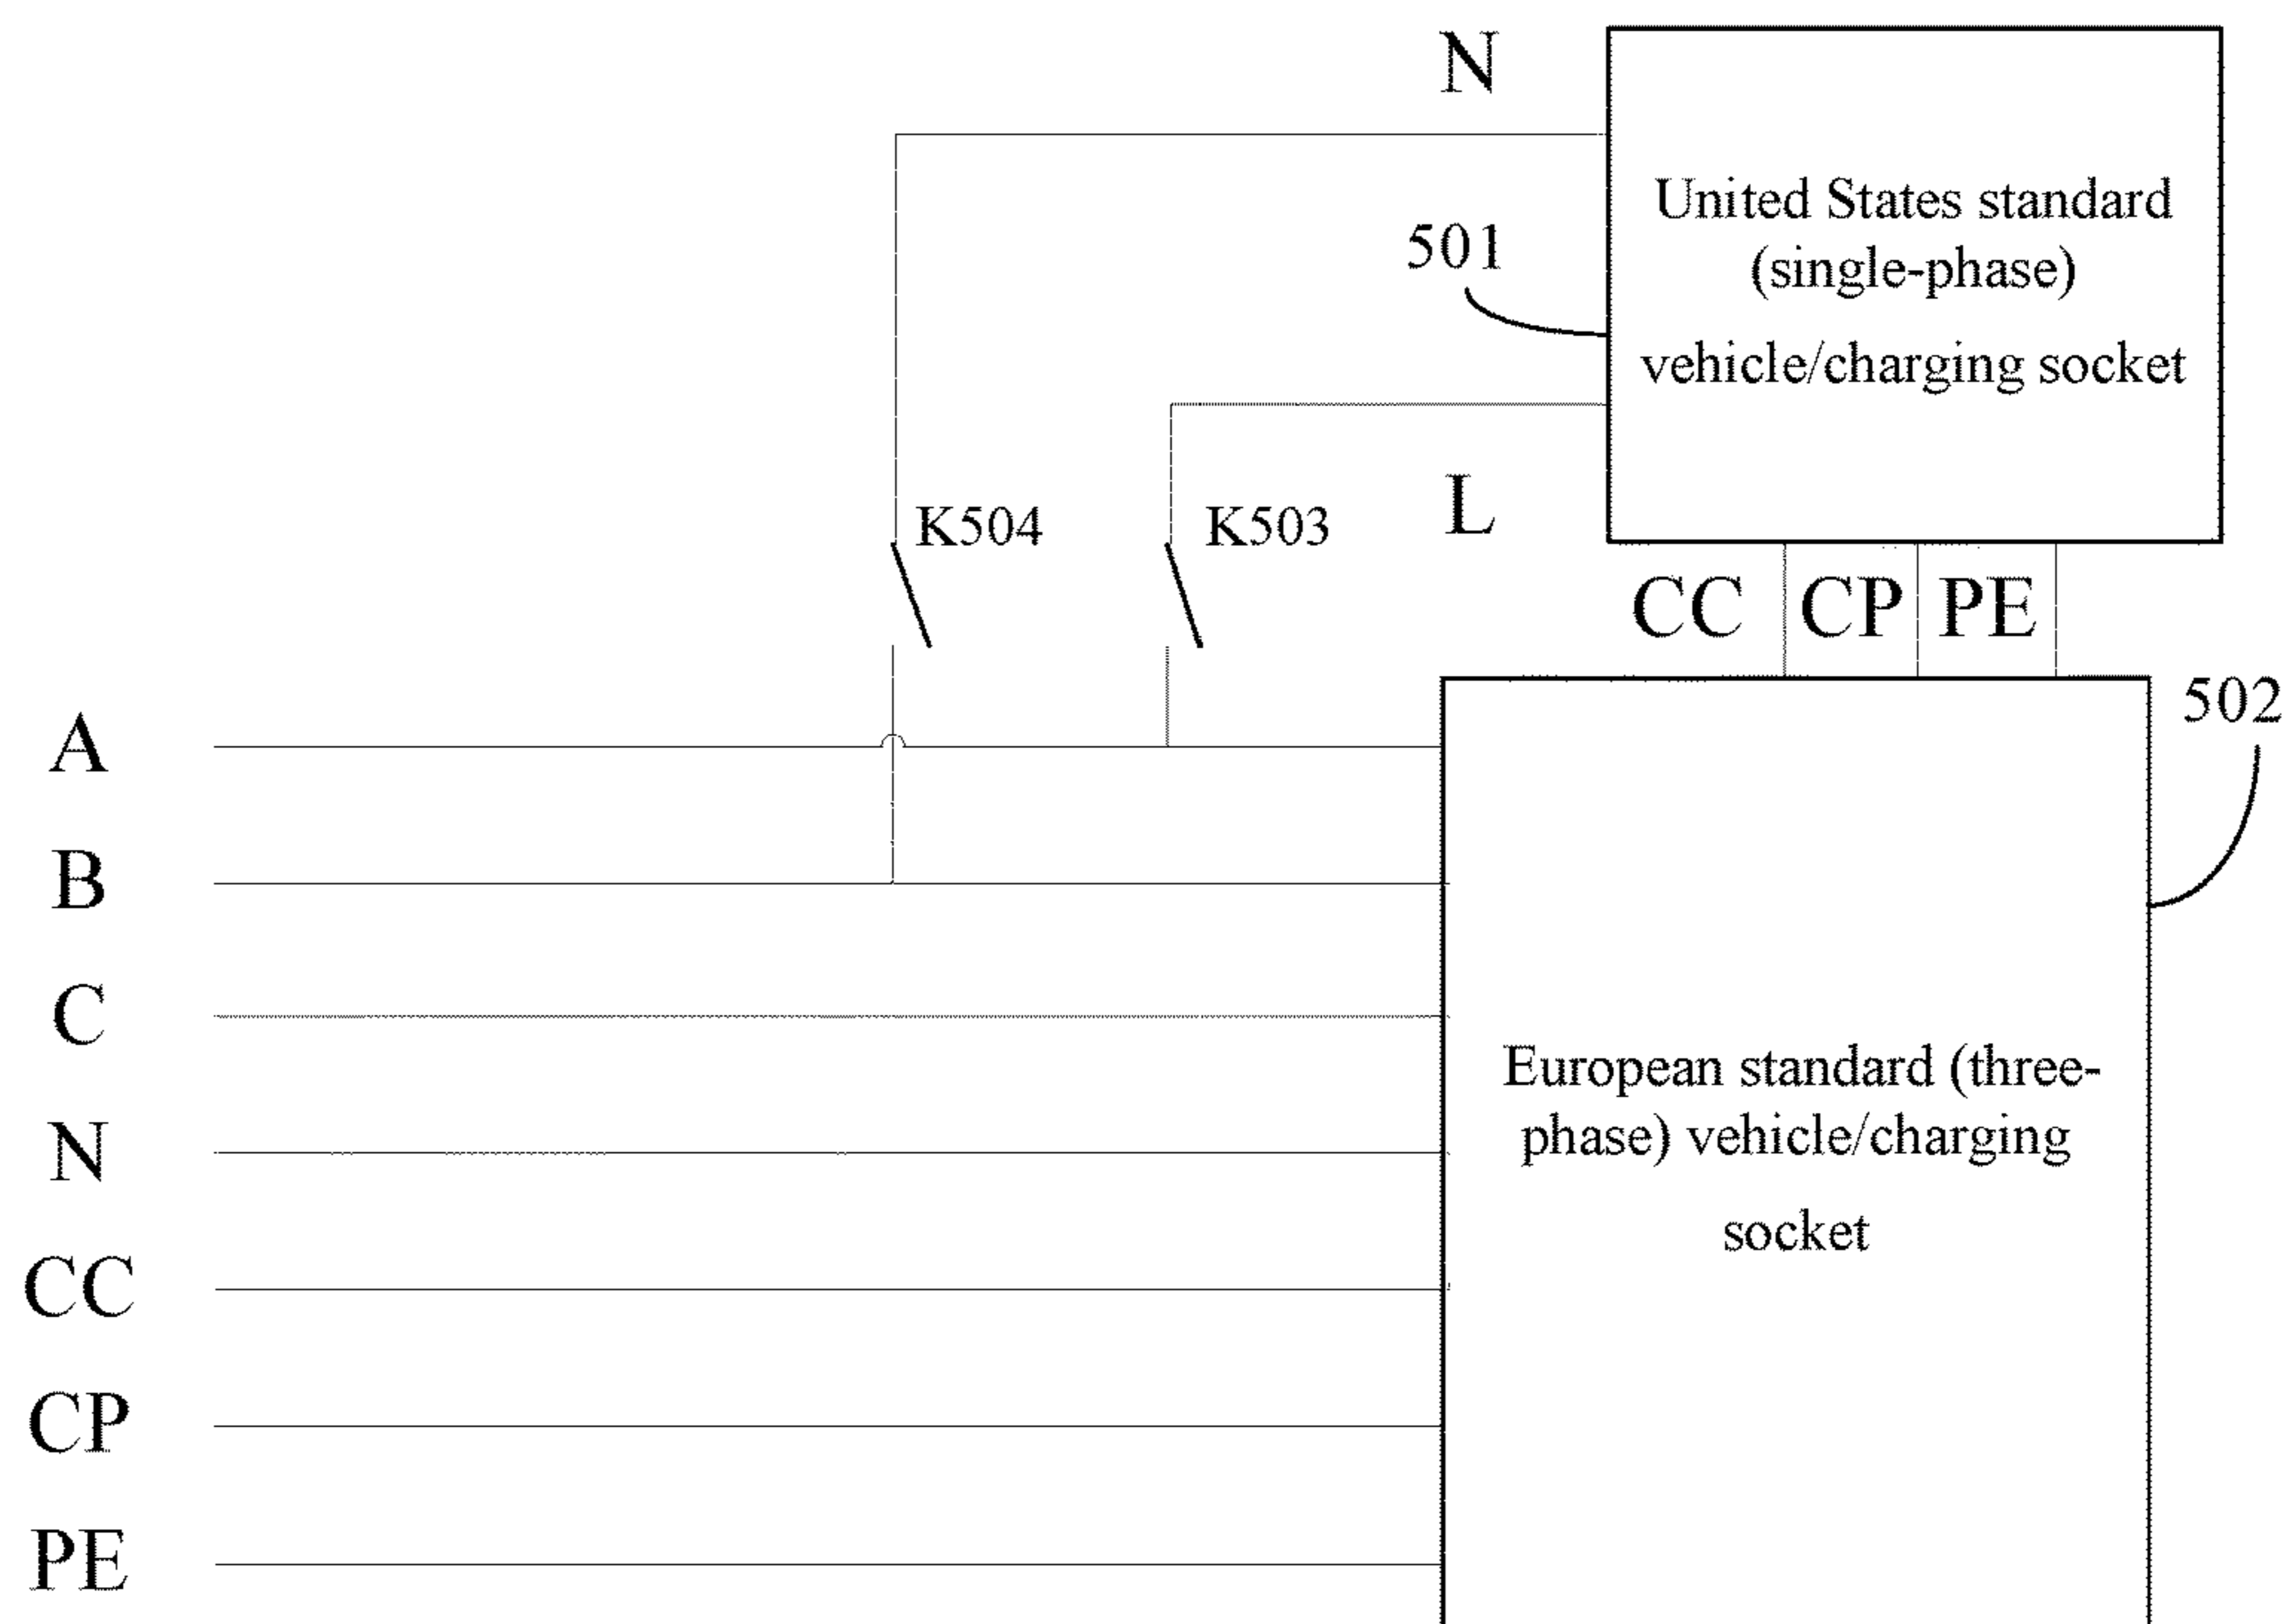 N
United States standard
(single-phase)
vehicle/charging socket
501
L
K504
K503
CC CP PE
502
A
B
C
N
CC
CP
PE
European standard (three-
phase) vehicle/charging
socket